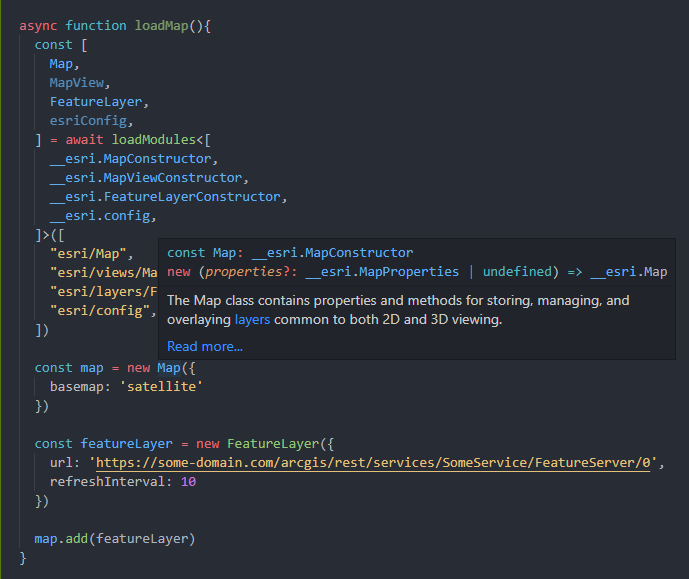 async function loadMap(){
const [
Map,
MapView,
FeatureLayer,
esriConfig,
] = await loadModules<[
__esri.MapConstructor,
__esri.MapViewConstructor,
__esri.FeatureLayerConstructor,
__esri.config,
]>([
"esri/Map",
"esri/views/Ma
"esri/layers/F
"esri/config",
])
const Map: __esri.MapConstructor
new (properties?: __esri.MapProperties | undefined) => __esri.Map
The Map class contains properties and methods for storing, managing, and
overlaying layers common to both 2D and 3D viewing.
Read more...
const map = new Map({
basemap: 'satellite'
})
const featureLayer = new FeatureLayer({
url: 'https://some-domain.com/arcgis/rest/services/SomeService/FeatureServer/0',
refreshInterval: 10
})
map.add(featureLayer)
}